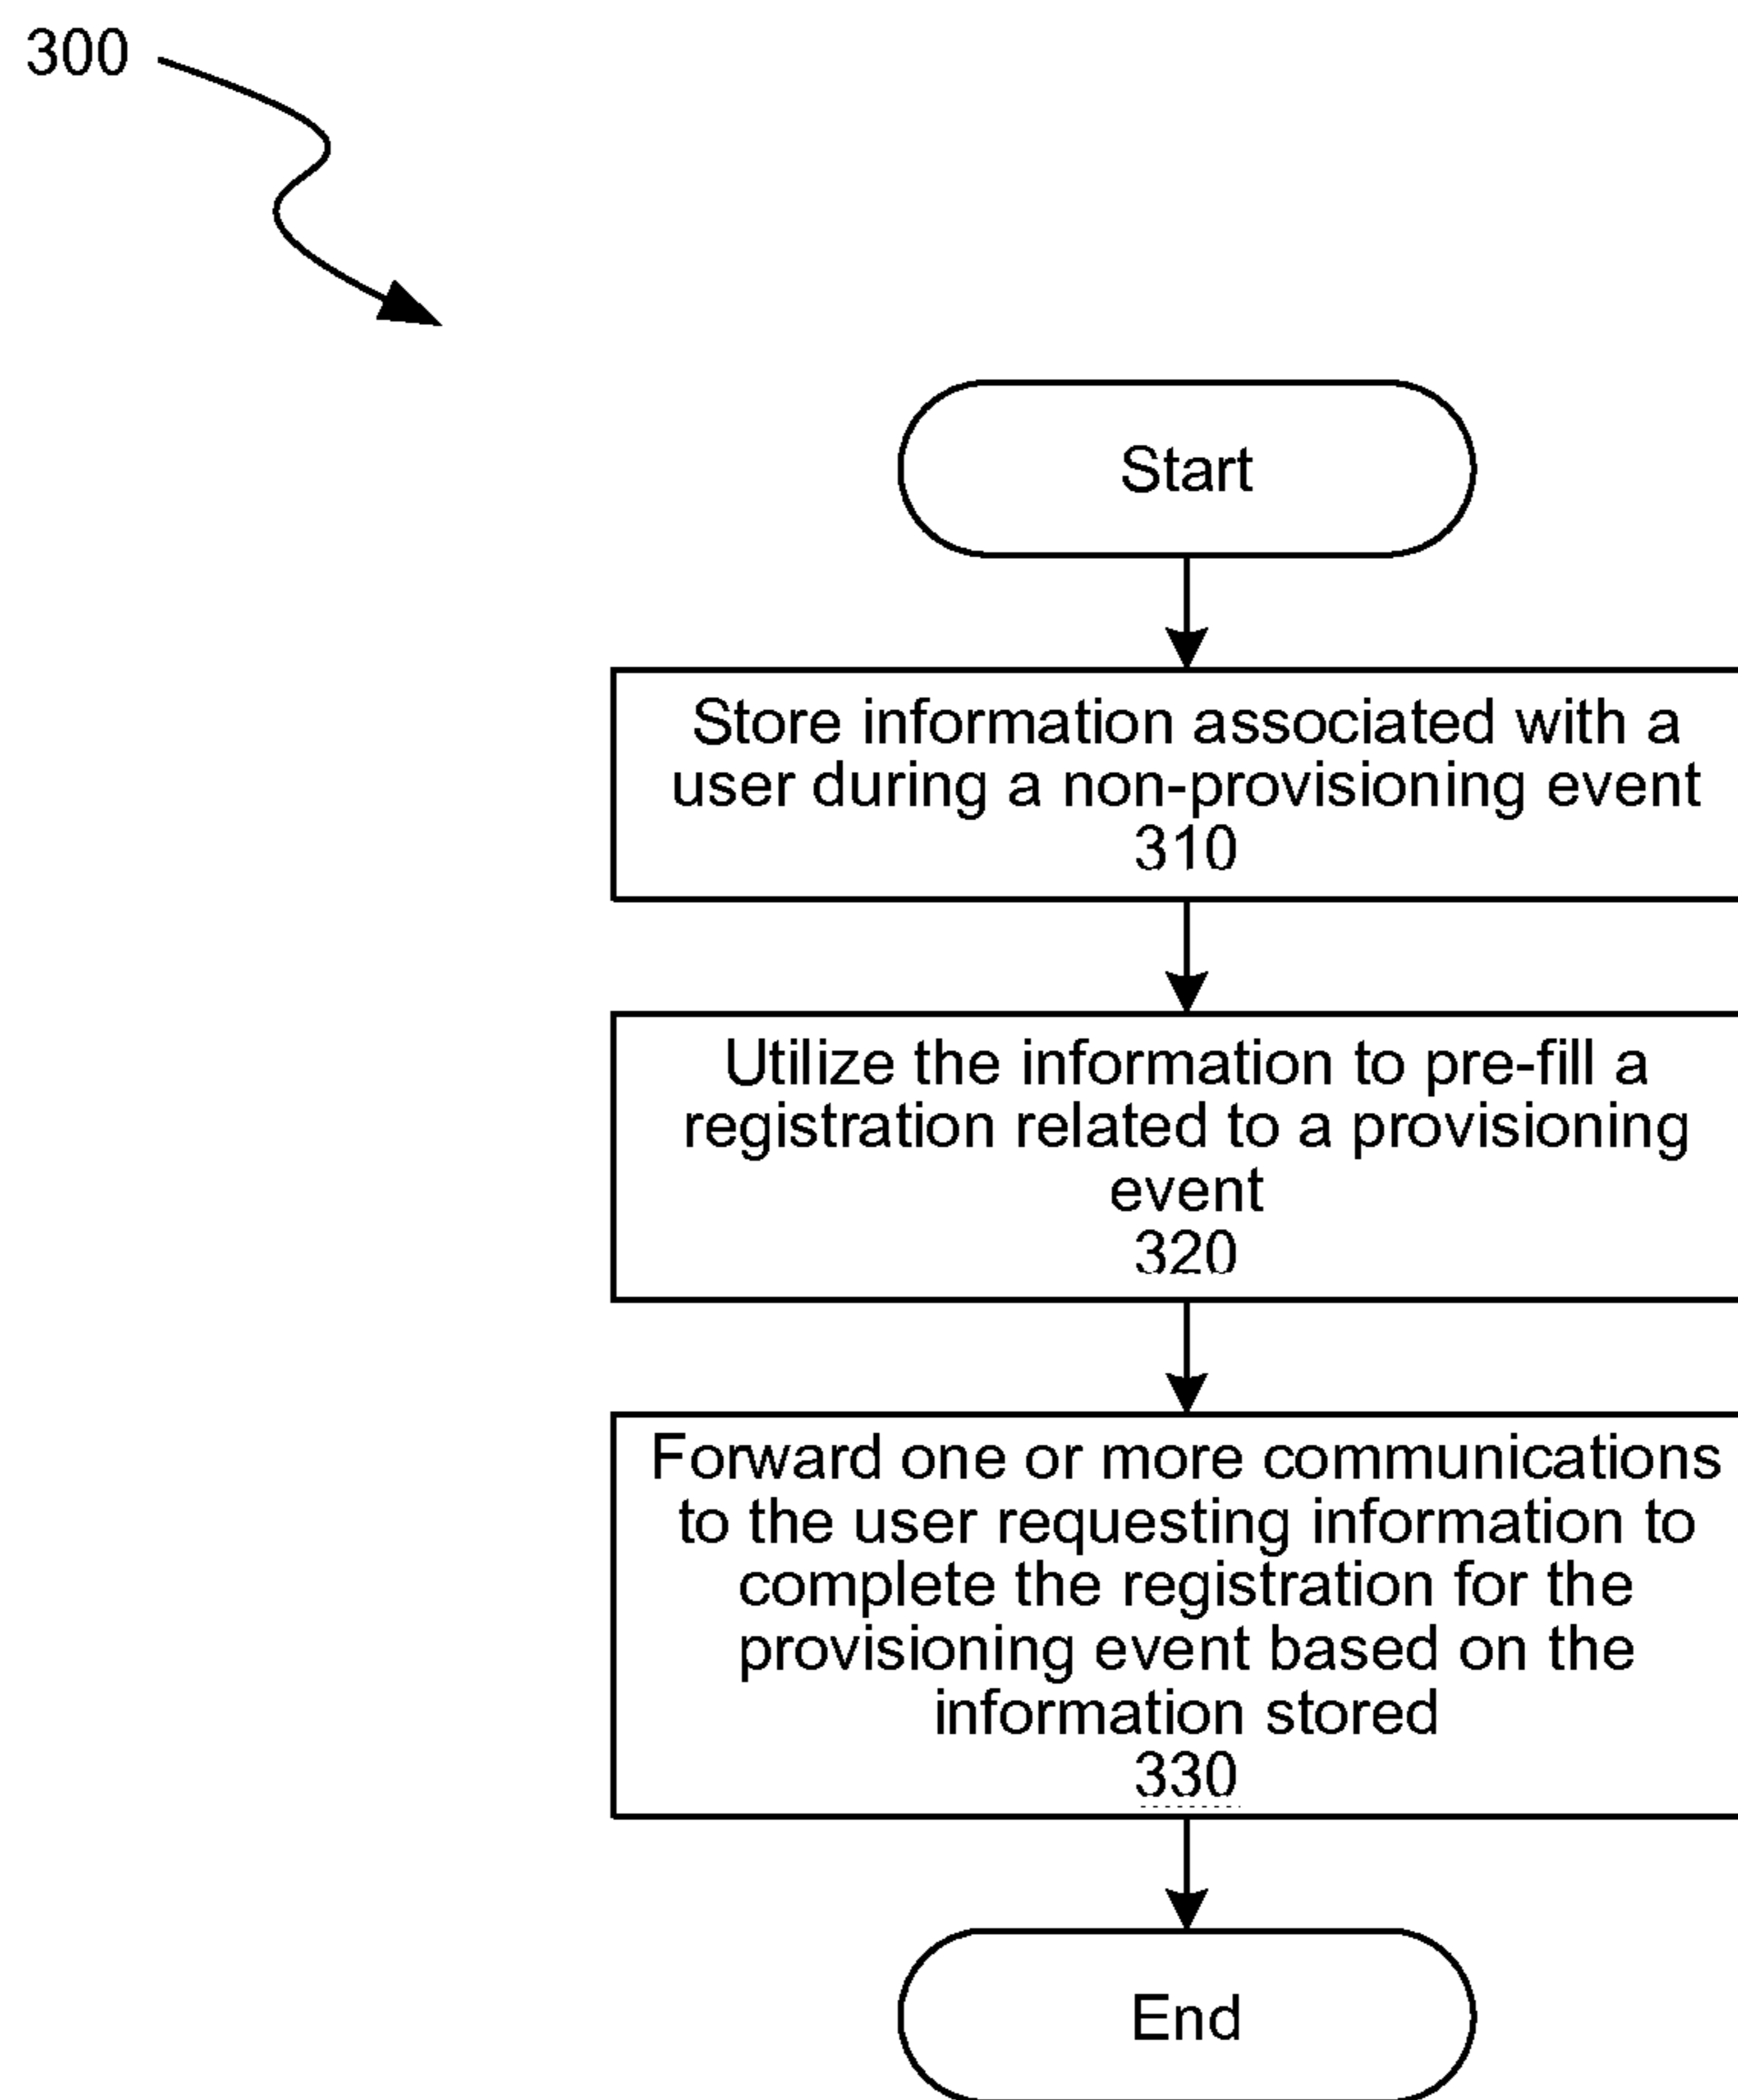 300
Start
Store information associated with a
user during a non-provisioning event
310
Utilize the information to pre-fill a
registration related to a provisioning
event
320
Forward one or more communications
to the user requesting information to
complete the registration for the
provisioning event based on the
information stored
330
End